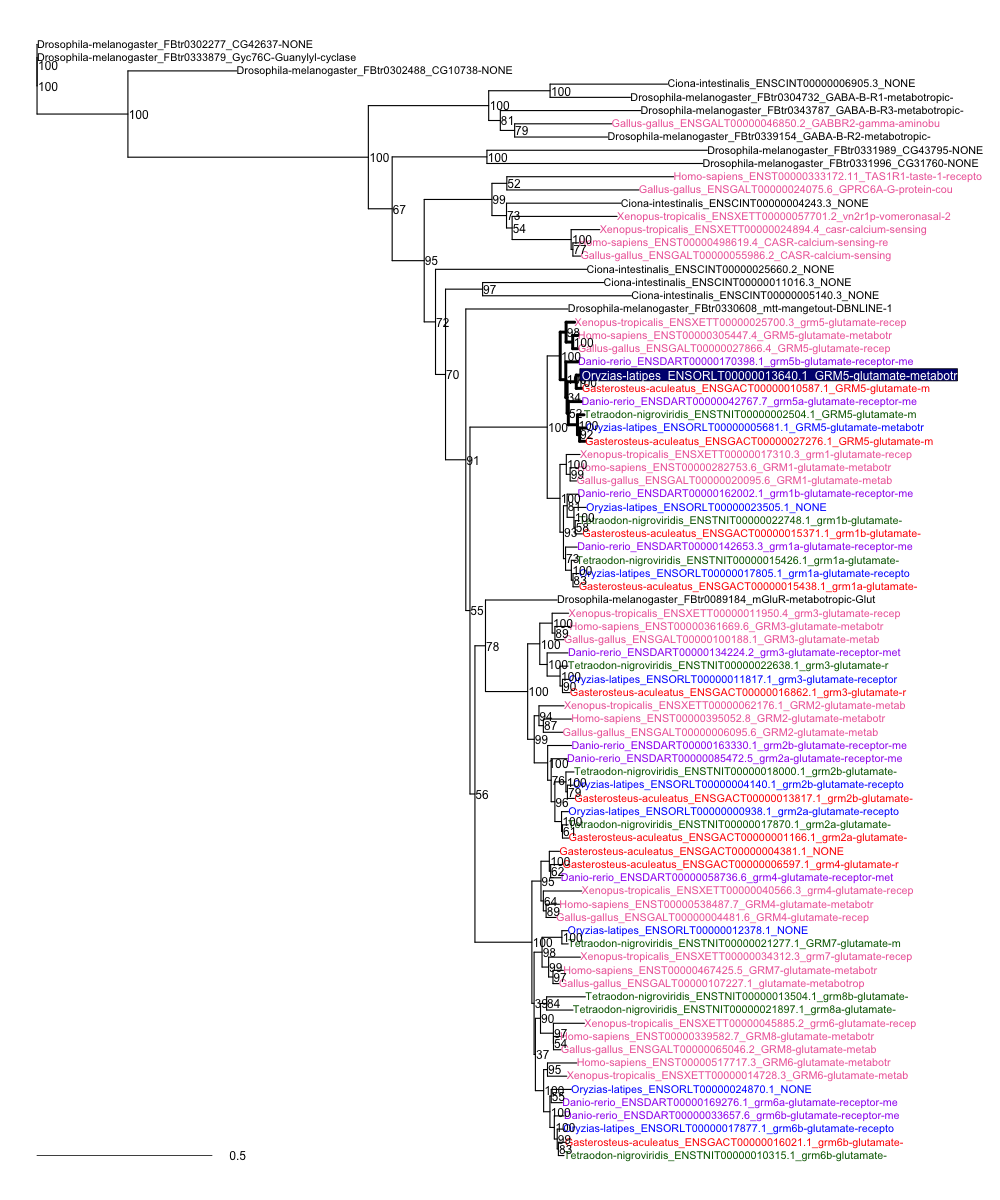 Drosophila-melanogaster_FBtr0302277_CG42637-NONE
Drosophila-melanogaster_FBtr0333879_Gyc76C-Guanylyl-cyclase
100
Drosophila-melanogaster_FBtr0302488_CG10738-NONE
100
Ciona-intestinalis_ENSCINT00000006905.3_NONE
100
Drosophila-melanogaster_FBtr0304732_GABA-B-R1-metabotropic-
100
Drosophila-melanogaster_FBtr0343787_GABA-B-R3-metabotropic-
100
81
Gallus-gallus_ENSGALT00000046850.2_GABBR2-gamma-aminobu
79
Drosophila-melanogaster_FBtr0339154_GABA-B-R2-metabotropic-
Drosophila-melanogaster_FBtr0331989_CG43795-NONE
100
100
Drosophila-melanogaster_FBtr0331996_CG31760-NONE
Homo-sapiens_ENST00000333172.11_TAS1R1-taste-1-recepto
52
Gallus-gallus_ENSGALT00000024075.6_GPRC6A-G-protein-cou
99
Ciona-intestinalis_ENSCINT00000004243.3_NONE
67
73
Xenopus-tropicalis_ENSXETT00000057701.2_vn2r1p-vomeronasal-2
54
Xenopus-tropicalis_ENSXETT00000024894.4_casr-calcium-sensing
100
Homo-sapiens_ENST00000498619.4_CASR-calcium-sensing-re
77
Gallus-gallus_ENSGALT00000055986.2_CASR-calcium-sensing
95
Ciona-intestinalis_ENSCINT00000025660.2_NONE
Ciona-intestinalis_ENSCINT00000011016.3_NONE
97
Ciona-intestinalis_ENSCINT00000005140.3_NONE
Drosophila-melanogaster_FBtr0330608_mtt-mangetout-DBNLINE-1
72
Xenopus-tropicalis_ENSXETT00000025700.3_grm5-glutamate-recep
98
Homo-sapiens_ENST00000305447.4_GRM5-glutamate-metabotr
100
Gallus-gallus_ENSGALT00000027866.4_GRM5-glutamate-recep
100
Danio-rerio_ENSDART00000170398.1_grm5b-glutamate-receptor-me
70
Oryzias-latipes_ENSORLT00000013640.1_GRM5-glutamate-metabotr
Gasterosteus-aculeatus_ENSGACT00000010587.1_GRM5-glutamate-m
34
Danio-rerio_ENSDART00000042767.7_grm5a-glutamate-receptor-me
Tetraodon-nigroviridis_ENSTNIT00000002504.1_GRM5-glutamate-m
100
100
Oryzias-latipes_ENSORLT00000005681.1_GRM5-glutamate-metabotr
92
Gasterosteus-aculeatus_ENSGACT00000027276.1_GRM5-glutamate-m
Xenopus-tropicalis_ENSXETT00000017310.3_grm1-glutamate-recep
91
100
Homo-sapiens_ENST00000282753.6_GRM1-glutamate-metabotr
99
Gallus-gallus_ENSGALT00000020095.6_GRM1-glutamate-metab
100
Danio-rerio_ENSDART00000162002.1_grm1b-glutamate-receptor-me
81
Oryzias-latipes_ENSORLT00000023505.1_NONE
100
Tetraodon-nigroviridis_ENSTNIT00000022748.1_grm1b-glutamate-
58
93
Gasterosteus-aculeatus_ENSGACT00000015371.1_grm1b-glutamate-
Danio-rerio_ENSDART00000142653.3_grm1a-glutamate-receptor-me
73
Tetraodon-nigroviridis_ENSTNIT00000015426.1_grm1a-glutamate-
100
Oryzias-latipes_ENSORLT00000017805.1_grm1a-glutamate-recepto
83
Gasterosteus-aculeatus_ENSGACT00000015438.1_grm1a-glutamate-
55
Drosophila-melanogaster_FBtr0089184_mGluR-metabotropic-Glut
Xenopus-tropicalis_ENSXETT00000011950.4_grm3-glutamate-recep
100
Homo-sapiens_ENST00000361669.6_GRM3-glutamate-metabotr
89
Gallus-gallus_ENSGALT00000100188.1_GRM3-glutamate-metab
78
100
Danio-rerio_ENSDART00000134224.2_grm3-glutamate-receptor-met
100
Tetraodon-nigroviridis_ENSTNIT00000022638.1_grm3-glutamate-r
100
Oryzias-latipes_ENSORLT00000011817.1_grm3-glutamate-receptor
90
Gasterosteus-aculeatus_ENSGACT00000016862.1_grm3-glutamate-r
100
Xenopus-tropicalis_ENSXETT00000062176.1_GRM2-glutamate-metab
94
Homo-sapiens_ENST00000395052.8_GRM2-glutamate-metabotr
87
Gallus-gallus_ENSGALT00000006095.6_GRM2-glutamate-metab
99
Danio-rerio_ENSDART00000163330.1_grm2b-glutamate-receptor-me
100
Danio-rerio_ENSDART00000085472.5_grm2a-glutamate-receptor-me
Tetraodon-nigroviridis_ENSTNIT00000018000.1_grm2b-glutamate-
76
100
Oryzias-latipes_ENSORLT00000004140.1_grm2b-glutamate-recepto
79
56
Gasterosteus-aculeatus_ENSGACT00000013817.1_grm2b-glutamate-
96
Oryzias-latipes_ENSORLT00000000938.1_grm2a-glutamate-recepto
100
Tetraodon-nigroviridis_ENSTNIT00000017870.1_grm2a-glutamate-
61
Gasterosteus-aculeatus_ENSGACT00000001166.1_grm2a-glutamate-
Gasterosteus-aculeatus_ENSGACT00000004381.1_NONE
100
Gasterosteus-aculeatus_ENSGACT00000006597.1_grm4-glutamate-r
62
Danio-rerio_ENSDART00000058736.6_grm4-glutamate-receptor-met
95
Xenopus-tropicalis_ENSXETT00000040566.3_grm4-glutamate-recep
64
Homo-sapiens_ENST00000538487.7_GRM4-glutamate-metabotr
89
Gallus-gallus_ENSGALT00000004481.6_GRM4-glutamate-recep
Oryzias-latipes_ENSORLT00000012378.1_NONE
100
100
Tetraodon-nigroviridis_ENSTNIT00000021277.1_GRM7-glutamate-m
98
Xenopus-tropicalis_ENSXETT00000034312.3_grm7-glutamate-recep
99
Homo-sapiens_ENST00000467425.5_GRM7-glutamate-metabotr
97
Gallus-gallus_ENSGALT00000107227.1_glutamate-metabotrop
Tetraodon-nigroviridis_ENSTNIT00000013504.1_grm8b-glutamate-
84
Tetraodon-nigroviridis_ENSTNIT00000021897.1_grm8a-glutamate-
90
Xenopus-tropicalis_ENSXETT00000045885.2_grm6-glutamate-recep
97
Homo-sapiens_ENST00000339582.7_GRM8-glutamate-metabotr
54
Gallus-gallus_ENSGALT00000065046.2_GRM8-glutamate-metab
37
Homo-sapiens_ENST00000517717.3_GRM6-glutamate-metabotr
95
Xenopus-tropicalis_ENSXETT00000014728.3_GRM6-glutamate-metab
100
Oryzias-latipes_ENSORLT00000024870.1_NONE
Danio-rerio_ENSDART00000169276.1_grm6a-glutamate-receptor-me
100
Danio-rerio_ENSDART00000033657.6_grm6b-glutamate-receptor-me
100
Oryzias-latipes_ENSORLT00000017877.1_grm6b-glutamate-recepto
99
Gasterosteus-aculeatus_ENSGACT00000016021.1_grm6b-glutamate-
83
Tetraodon-nigroviridis_ENSTNIT00000010315.1_grm6b-glutamate-
0.5